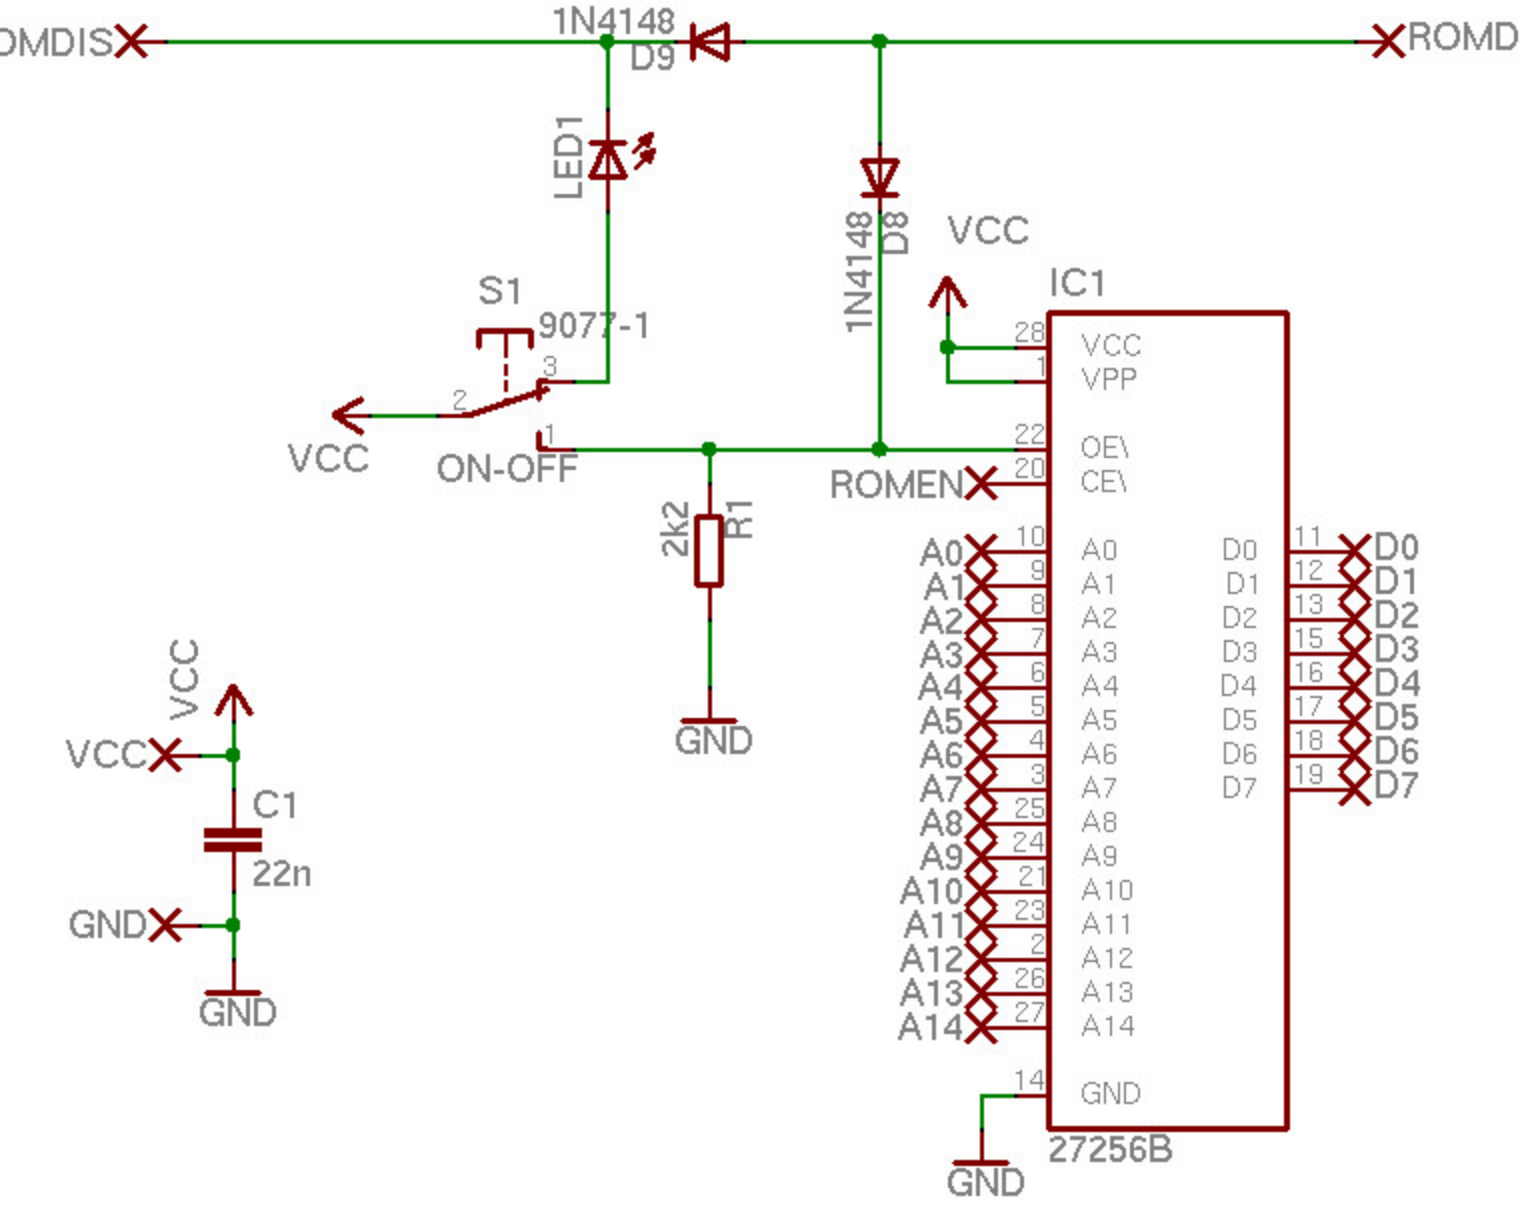 1N4148
OMDIS
ROMD
D9
LED1
1N4148
D8
VCC
S1
9077-1
IC1
28
VCC
1
VPP
3
2
VCC
1
ON-OFF
22
OE\
ROMEN
20
CE\
2k2
R1
GND
A0 10 A0 D0 11 D0
A1 9 A1 D1 12 D1
A2 8 A2 D2 13 D2
A3 7 A3 D3 15 D3
A4 6 A4 D4 16 D4
A5 5 A5 D5 17 D5
A6 4 A6 D6 18 D6
A7 3 A7 D7 19 D7
A8 25 A8
A9 24 A9
A10 21 A10
A11 23 A11
A12 2 A12
A13 26 A13
A14 27 A14
14 GND
27256B
GND
VCC
VCC
C1
22n
GND
GND